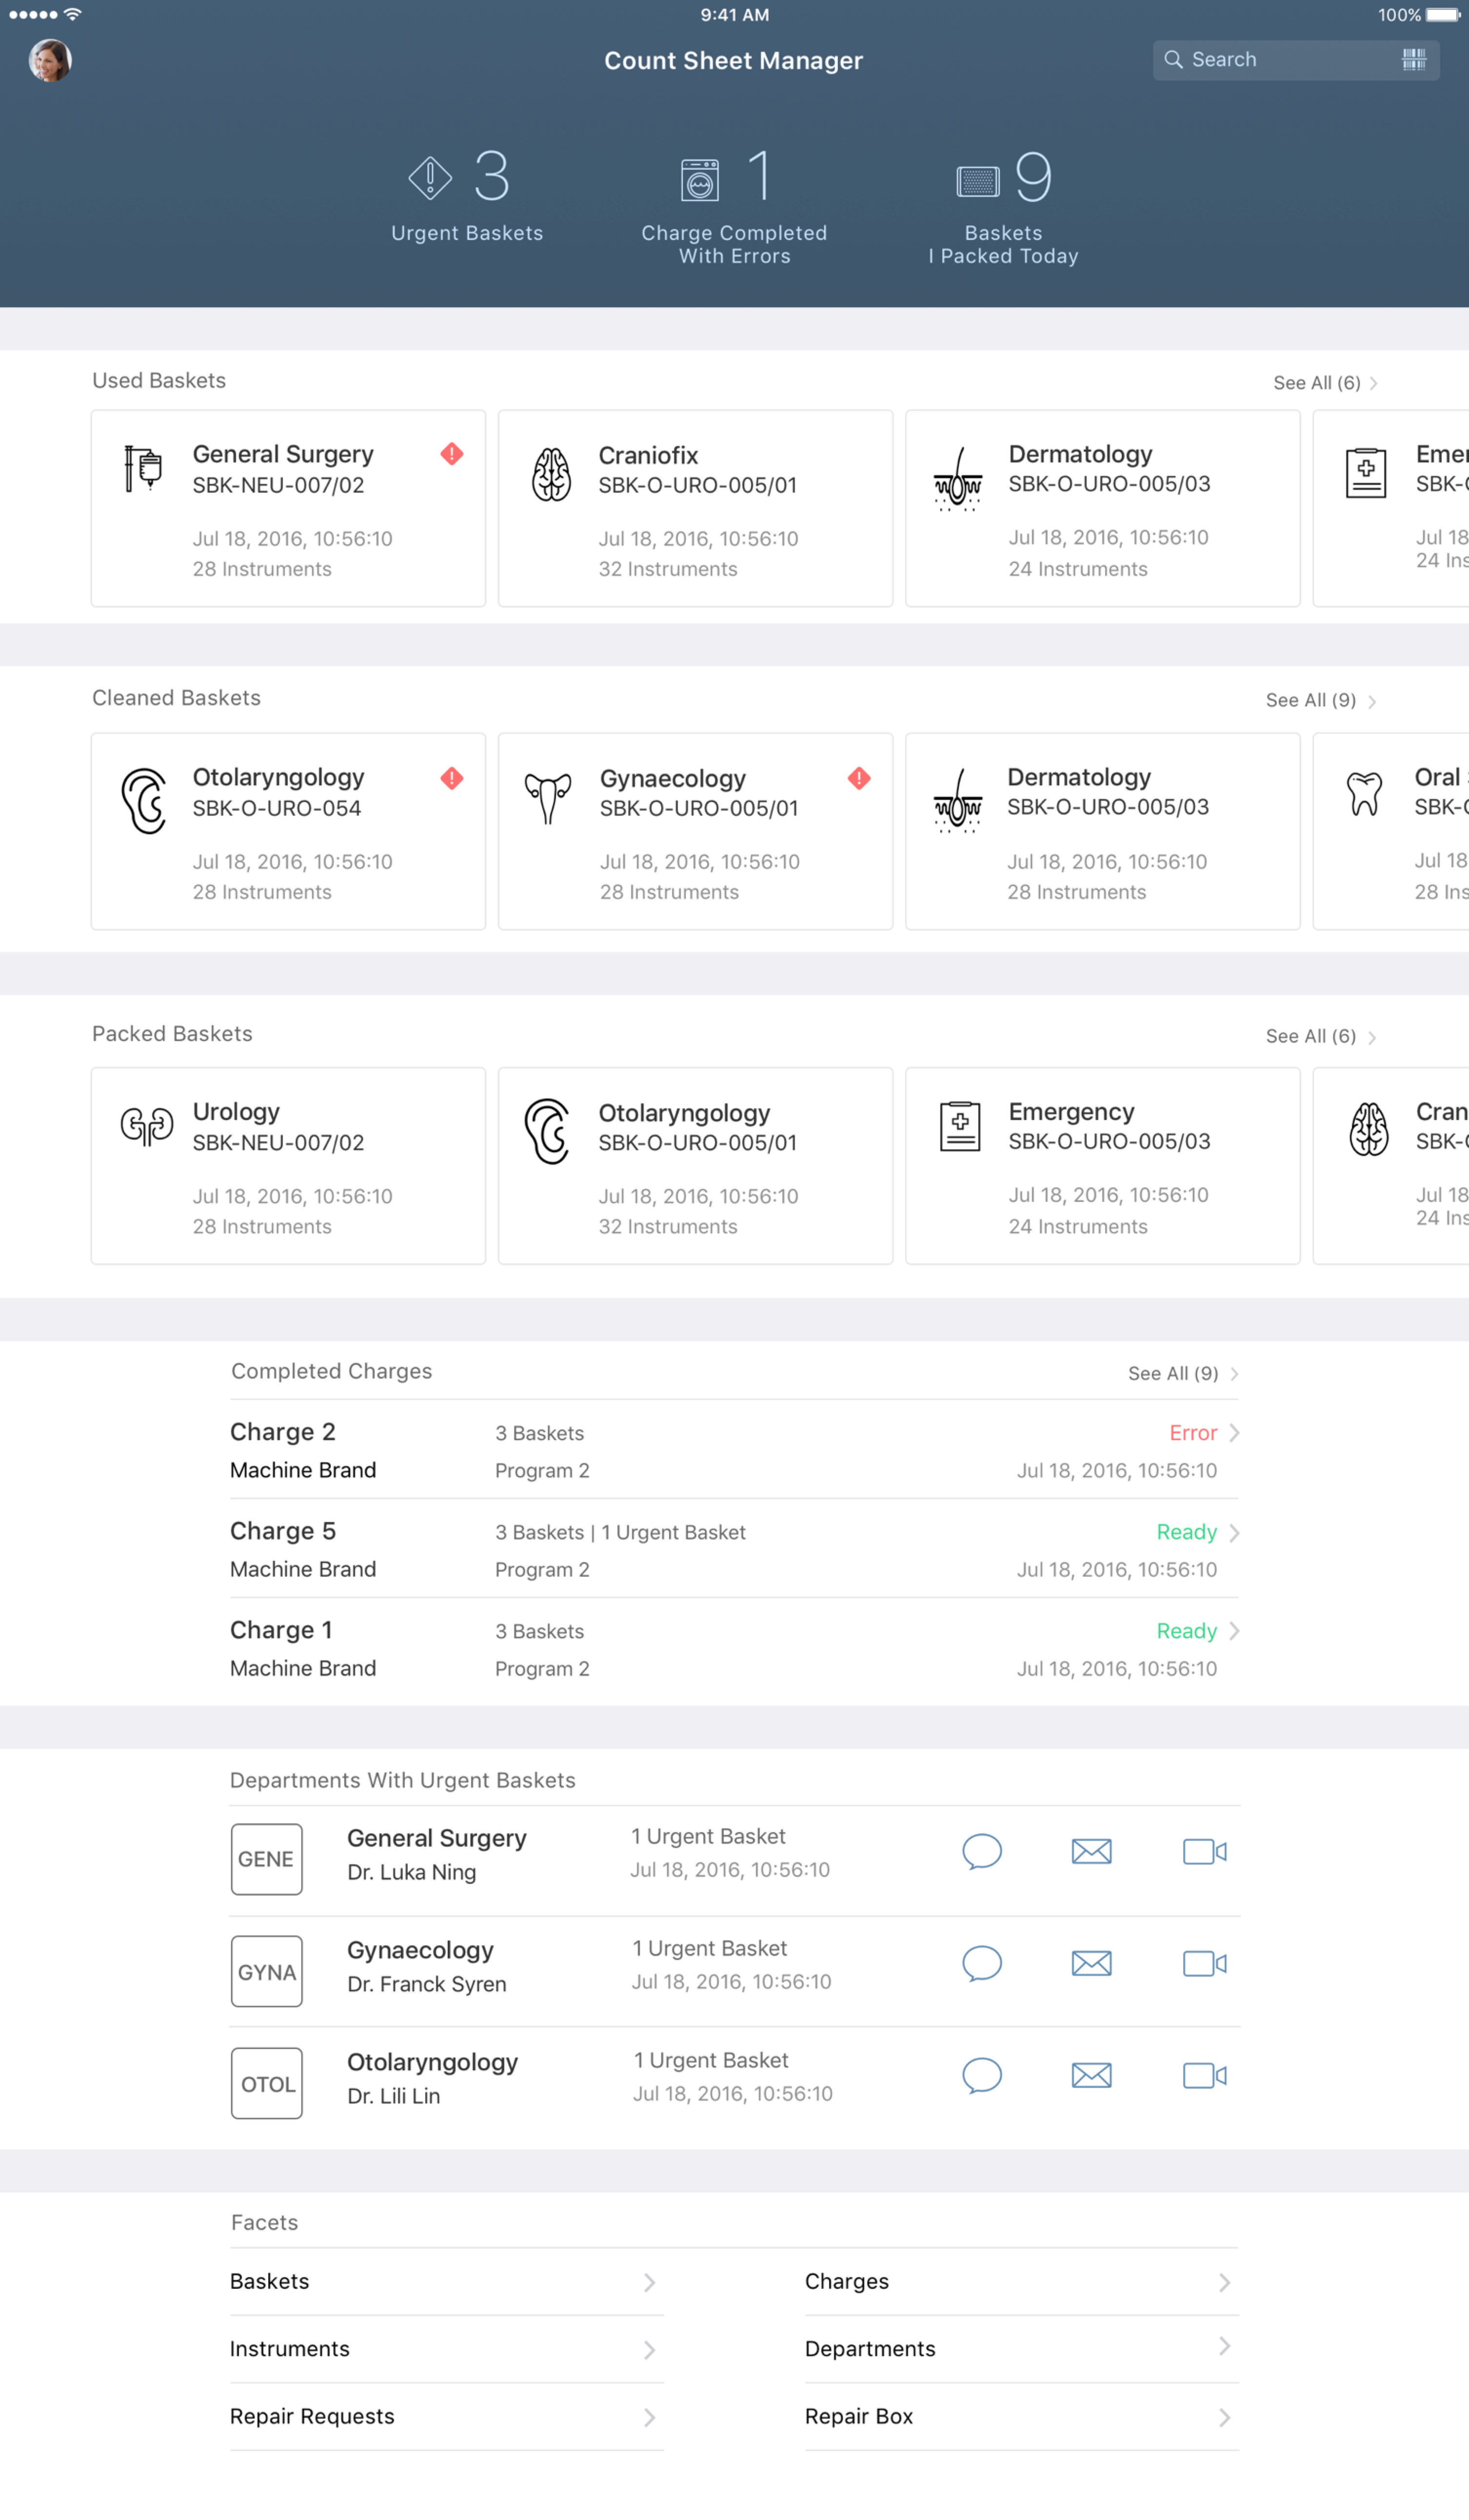 9:41 AM
100%
Count Sheet Manager
Search
3
Urgent Baskets
1
Charge Completed
With Errors
9
Baskets
I Packed Today
Used Baskets
See All (6)
General Surgery
SBK-NEU-007/02
Jul 18, 2016, 10:56:10
28 Instruments
Craniofix
SBK-O-URO-005/01
Jul 18, 2016, 10:56:10
32 Instruments
Dermatology
SBK-O-URO-005/03
Jul 18, 2016, 10:56:10
24 Instruments
Emer
SBK-
Jul 18
24 Ins
Cleaned Baskets
See All (9)
Otolaryngology
SBK-O-URO-054
Jul 18, 2016, 10:56:10
28 Instruments
Gynaecology
SBK-O-URO-005/01
Jul 18, 2016, 10:56:10
28 Instruments
Dermatology
SBK-O-URO-005/03
Jul 18, 2016, 10:56:10
28 Instruments
Oral
SBK-
Jul 18
28 Ins
Packed Baskets
See All (6)
Urology
SBK-NEU-007/02
Jul 18, 2016, 10:56:10
28 Instruments
Otolaryngology
SBK-O-URO-005/01
Jul 18, 2016, 10:56:10
32 Instruments
Emergency
SBK-O-URO-005/03
Jul 18, 2016, 10:56:10
24 Instruments
Cran
SBK-
Jul 18
24 Ins
Completed Charges
See All (9)
Charge 2
3 Baskets
Error
Machine Brand
Program 2
Jul 18, 2016, 10:56:10
Charge 5
3 Baskets | 1 Urgent Basket
Ready
Machine Brand
Program 2
Jul 18, 2016, 10:56:10
Charge 1
3 Baskets
Ready
Machine Brand
Program 2
Jul 18, 2016, 10:56:10
Departments With Urgent Baskets
GENE
General Surgery
Dr. Luka Ning
1 Urgent Basket
Jul 18, 2016, 10:56:10
GYNA
Gynaecology
Dr. Franck Syren
1 Urgent Basket
Jul 18, 2016, 10:56:10
OTOL
Otolaryngology
Dr. Lili Lin
1 Urgent Basket
Jul 18, 2016, 10:56:10
Facets
Baskets
Charges
Instruments
Departments
Repair Requests
Repair Box